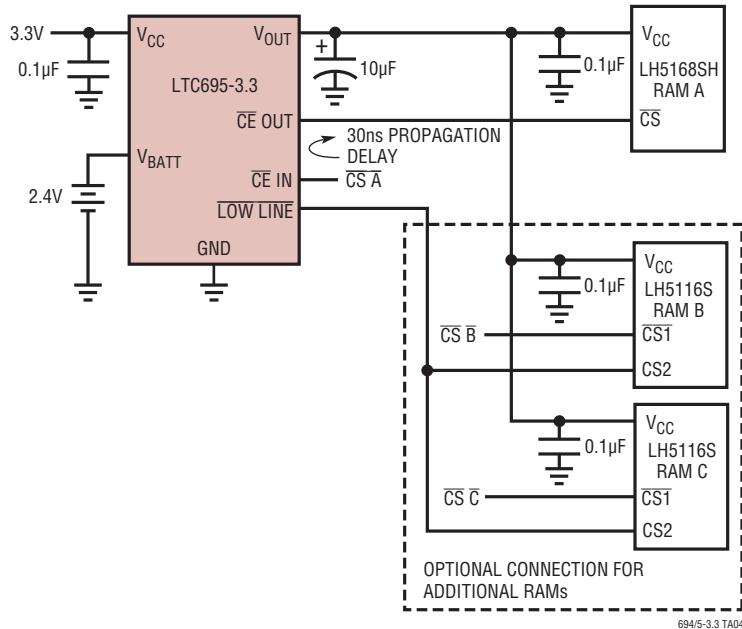 3.3V
VCC
VOUT
+
0.1µF
10µF
LTC695-3.3
CE OUT
30ns PROPAGATION
DELAY
VBATT
CE IN
CS A
2.4V
LOW LINE
GND
0.1µF
VCC
LH5168SH
RAM A
CS
0.1µF
VCC
LH5116S
RAM B
CS B
CS1
CS2
0.1µF
VCC
LH5116S
RAM C
CS C
CS1
CS2
OPTIONAL CONNECTION FOR
ADDITIONAL RAMs
694/5-3.3 TA04